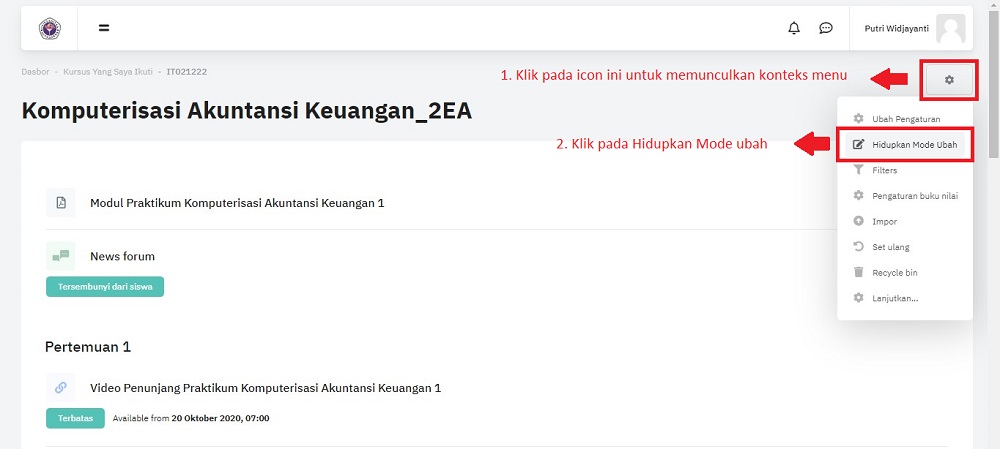 Putri Widjayanti
Dasbor - Kursus Yang Saya Ikuti - IT021222
1. Klik pada icon ini untuk memunculkan konteks menu
Komputerisasi Akuntansi Keuangan_2EA
Ubah Pengaturan
2. Klik pada Hidupkan Mode ubah
Hidupkan Mode Ubah
Filters
Pengaturan buku nilai
Impor
Set ulang
Recycle bin
Lanjutkan...
Modul Praktikum Komputerisasi Akuntansi Keuangan 1
News forum
Tersembunyi dari siswa
Pertemuan 1
Video Penunjang Praktikum Komputerisasi Akuntansi Keuangan 1
Terbatas Available from 20 Oktober 2020, 07:00